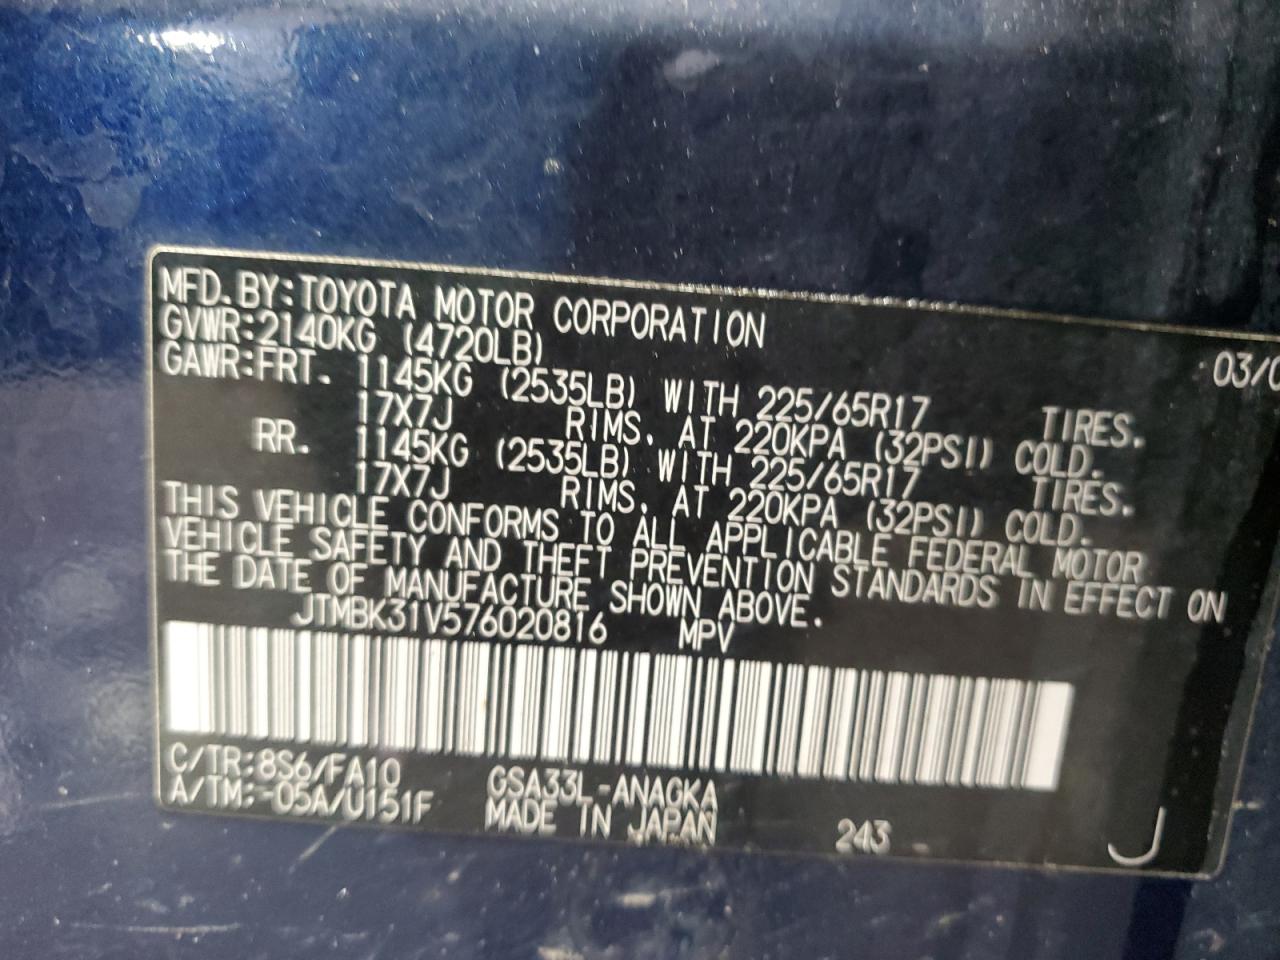 MFD.BY:TOYOTA MOTOR CORPORATION 03/0
GVWR:2140KG (4720LB)
GAWR:FRT. 1145KG (2535LB) WITH 225/65R17 TIRES.
17X7J RIMS. AT 220KPA (32PSI) COLD.
RR. 1145KG (2535LB) WITH 225/65R17 TIRES.
17X7J RIMS. AT 220KPA (32PSI) COLD.
THIS VEHICLE CONFORMS TO ALL APPLICABLE FEDERAL MOTOR
VEHICLE SAFETY AND THEFT PREVENTION STANDARDS IN EFFECT ON
THE DATE OF MANUFACTURE SHOWN ABOVE.
JTMBK31V576020816 MPV
C/TR:8S6/FA10 GSA33L-ANAGKA
A/TM:-05A/U151F MADE IN JAPAN 243 J